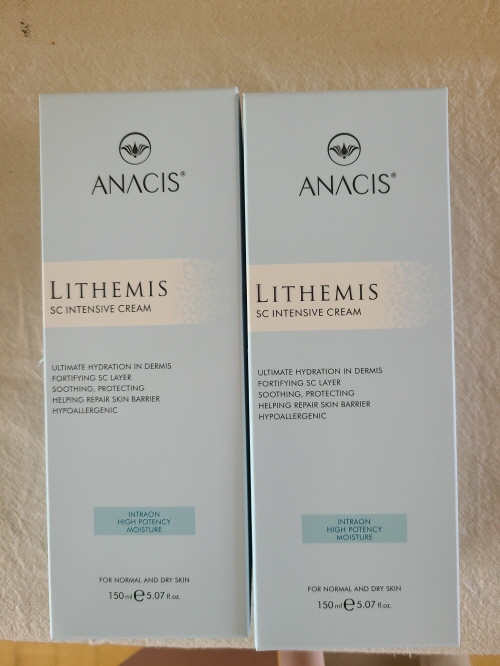 ANACIS®
LITHEMIS
SC INTENSIVE CREAM
ULTIMATE HYDRATION IN DERMIS
FORTIFYING SC LAYER
SOOTHING, PROTECTING
HELPING REPAIR SKIN BARRIER
HYPOALLERGENIC
INTRAON
HIGH POTENCY
MOISTURE
FOR NORMAL AND DRY SKIN
150 ml ℮ 5.07 fl.oz.
ANACIS®
LITHEMIS
SC INTENSIVE CREAM
ULTIMATE HYDRATION IN DERMIS
FORTIFYING SC LAYER
SOOTHING, PROTECTING
HELPING REPAIR SKIN BARRIER
HYPOALLERGENIC
INTRAON
HIGH POTENCY
MOISTURE
FOR NORMAL AND DRY SKIN
150 ml ℮ 5.07 fl.oz.